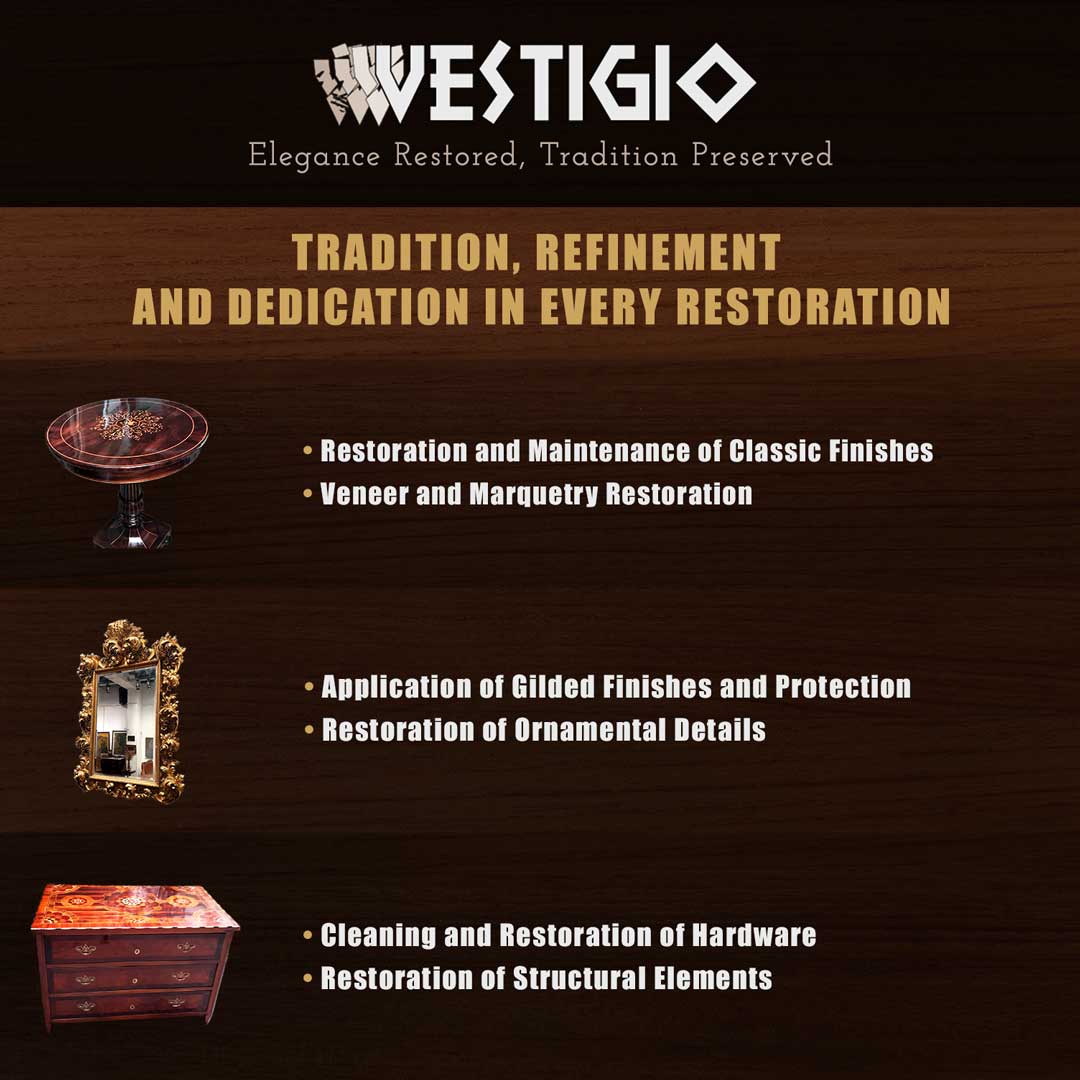 VESTIGIO
Elegance Restored, Tradition Preserved
TRADITION, REFINEMENT
AND DEDICATION IN EVERY RESTORATION
• Restoration and Maintenance of Classic Finishes
• Veneer and Marquetry Restoration
• Application of Gilded Finishes and Protection
• Restoration of Ornamental Details
• Cleaning and Restoration of Hardware
• Restoration of Structural Elements